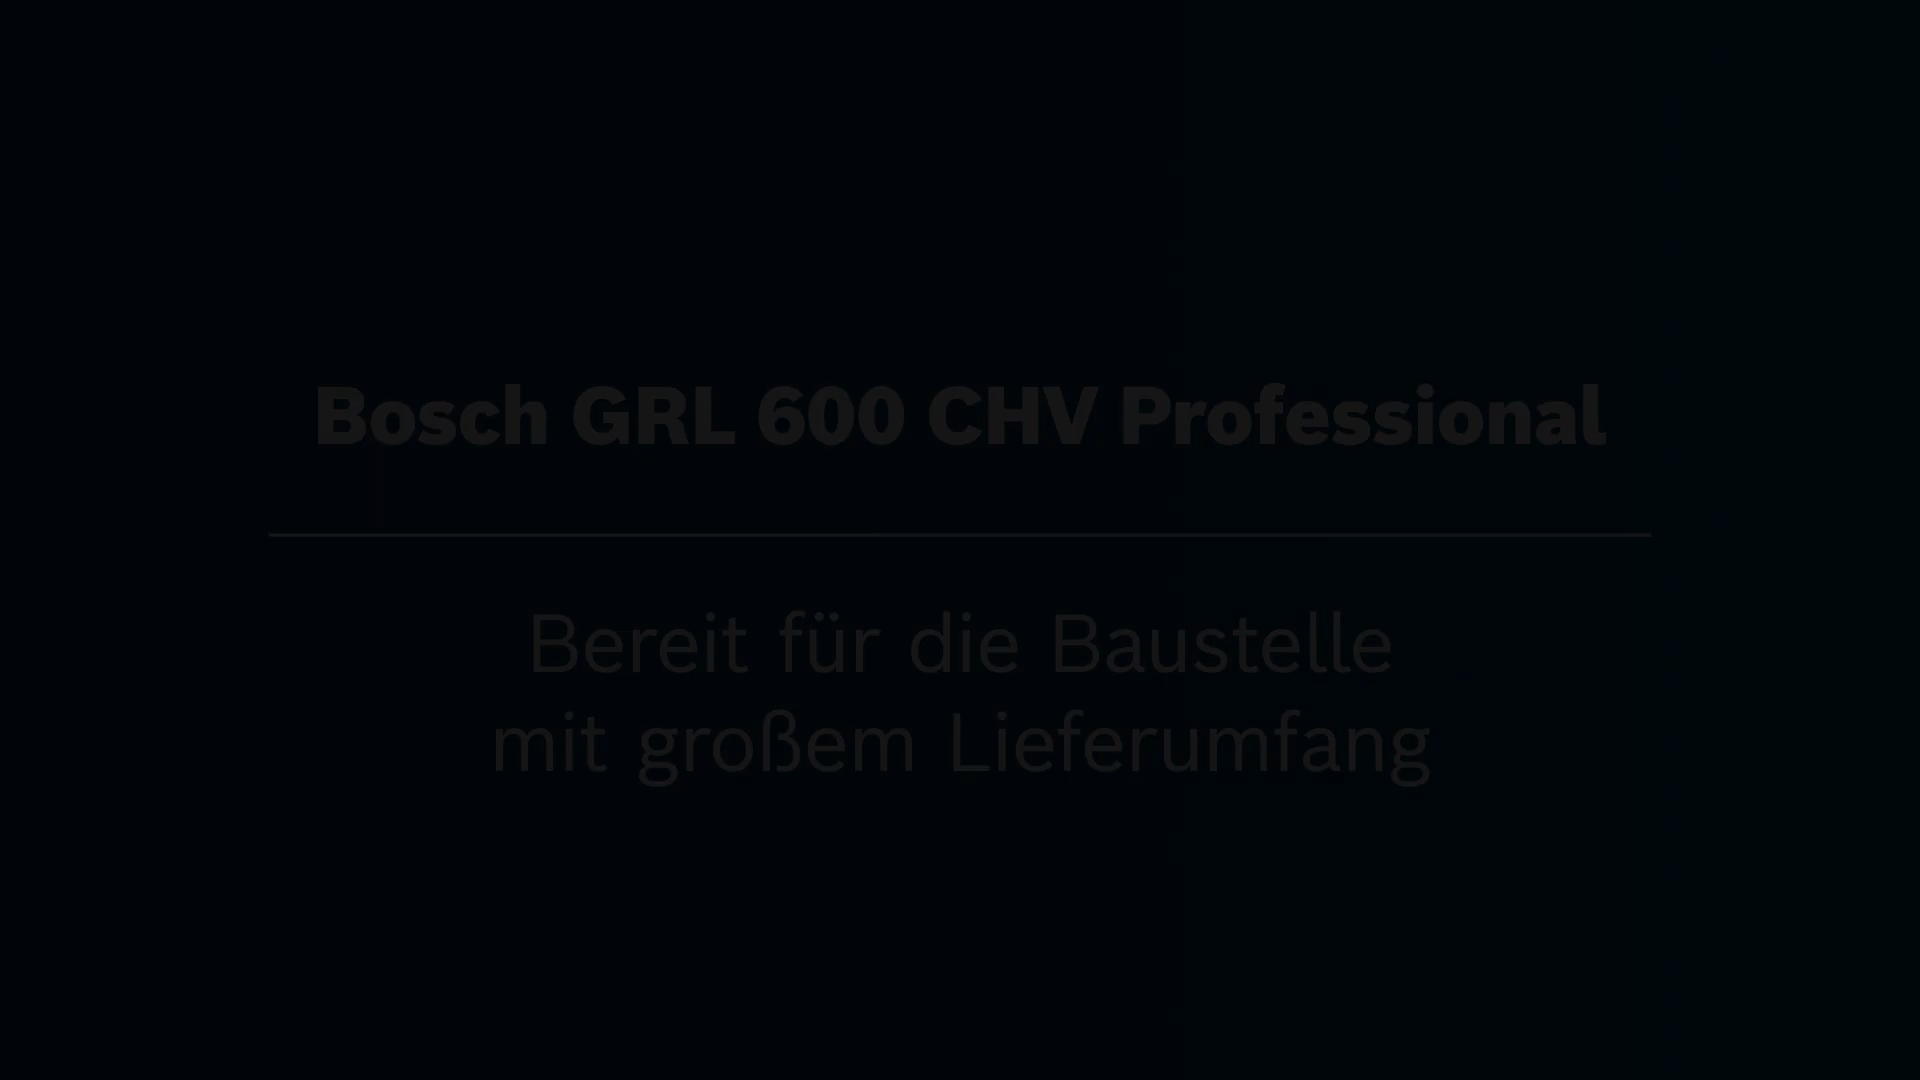 Bosch GRL 600 CHV Professional
Bereit für die Baustelle
mit großem Lieferumfang